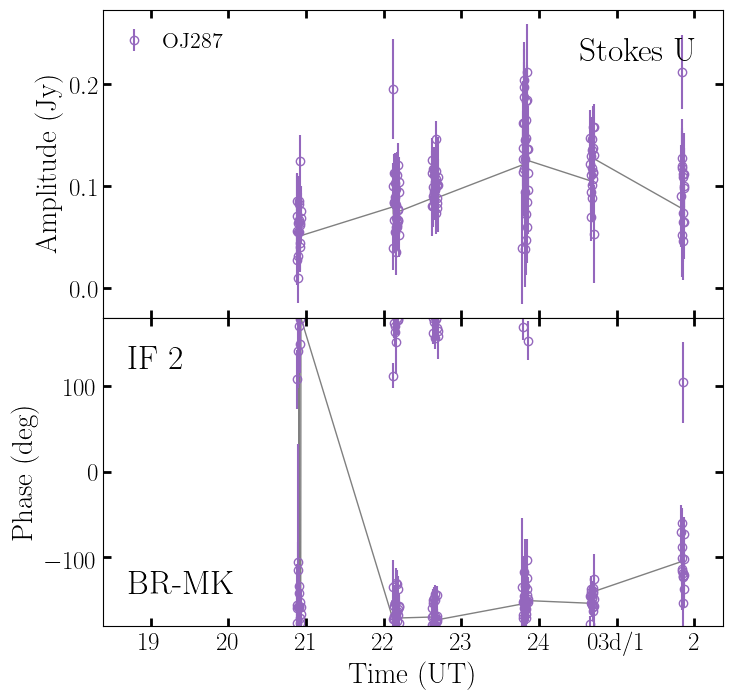 OJ287
Stokes U
Amplitude (Jy)
0.2
0.1
0.0
IF 2
BR-MK
Phase (deg)
100
0
−100
19 20 21 22 23 24 03d/1 2
Time (UT)